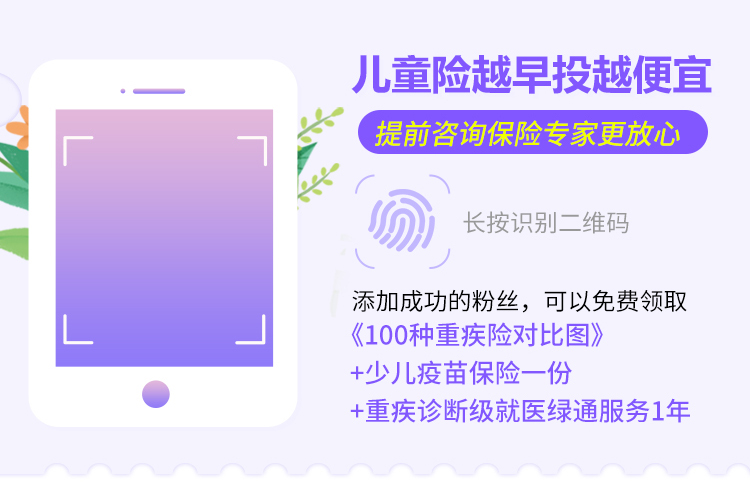 儿童险越早投越便宜
提前咨询保险专家更放心
长按识别二维码
添加成功的粉丝，可以免费领取
《100种重疾险对比图》
+少儿疫苗保险一份
+重疾诊断级就医绿通服务1年